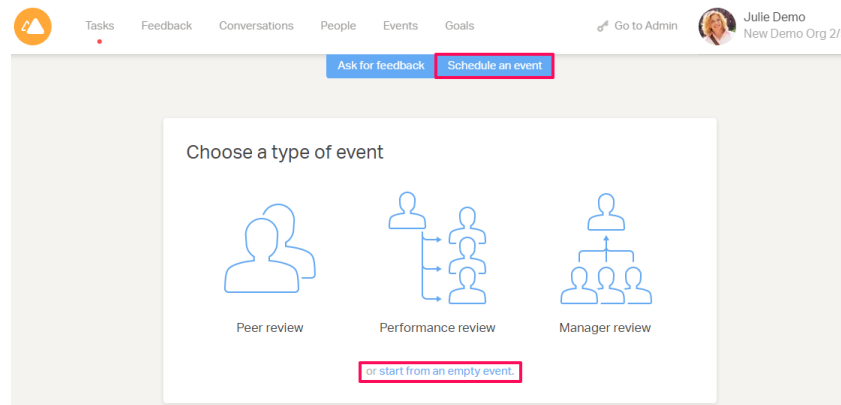 Tasks Feedback Conversations People Events Goals Go to Admin Julie Demo
New Demo Org 2/
Ask for feedback Schedule an event
Choose a type of event
Peer review Performance review Manager review
or start from an empty event.